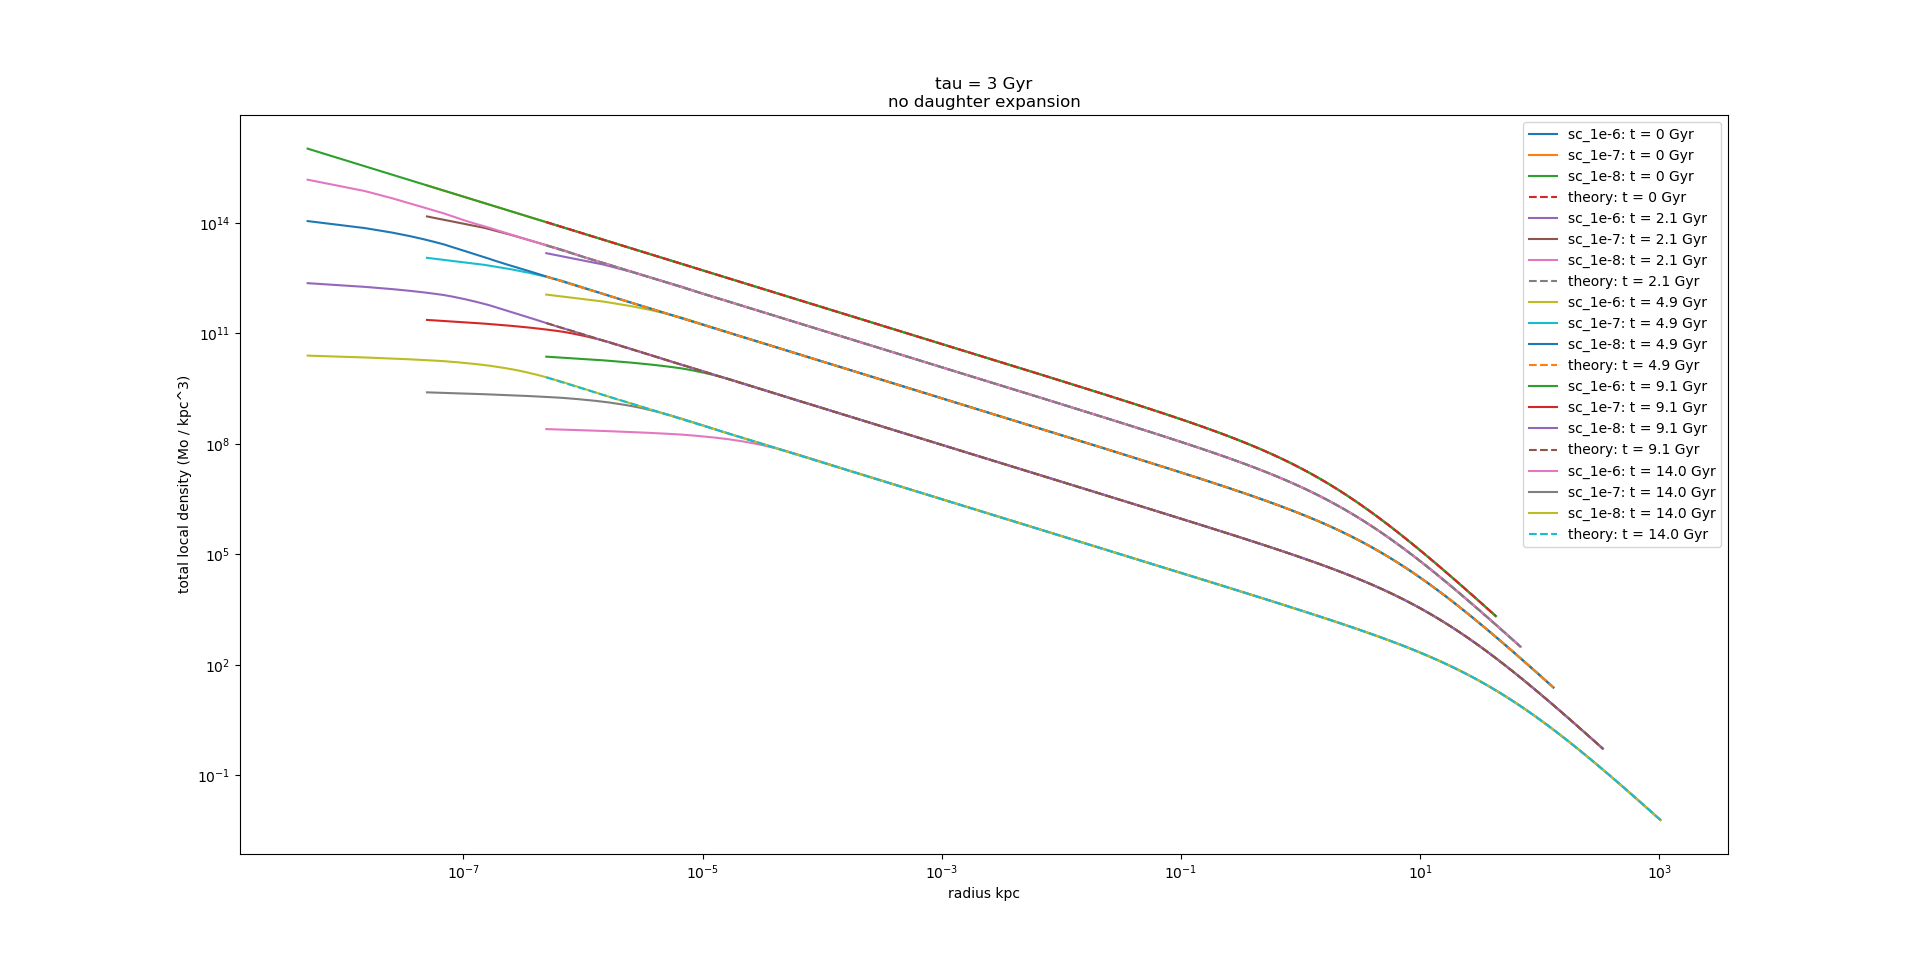 tau = 3 Gyr
no daughter expansion
sc_1e-6: t = 0 Gyr
sc_1e-7: t = 0 Gyr
sc_1e-8: t = 0 Gyr
theory: t = 0 Gyr
sc_1e-6: t = 2.1 Gyr
sc_1e-7: t = 2.1 Gyr
sc_1e-8: t = 2.1 Gyr
theory: t = 2.1 Gyr
sc_1e-6: t = 4.9 Gyr
sc_1e-7: t = 4.9 Gyr
sc_1e-8: t = 4.9 Gyr
theory: t = 4.9 Gyr
sc_1e-6: t = 9.1 Gyr
sc_1e-7: t = 9.1 Gyr
sc_1e-8: t = 9.1 Gyr
theory: t = 9.1 Gyr
sc_1e-6: t = 14.0 Gyr
sc_1e-7: t = 14.0 Gyr
sc_1e-8: t = 14.0 Gyr
theory: t = 14.0 Gyr
total local density (Mo / kpc^3)
10^14
10^11
10^8
10^5
10^2
10^−1
10^−7 10^−5 10^−3 10^−1 10^1 10^3
radius kpc